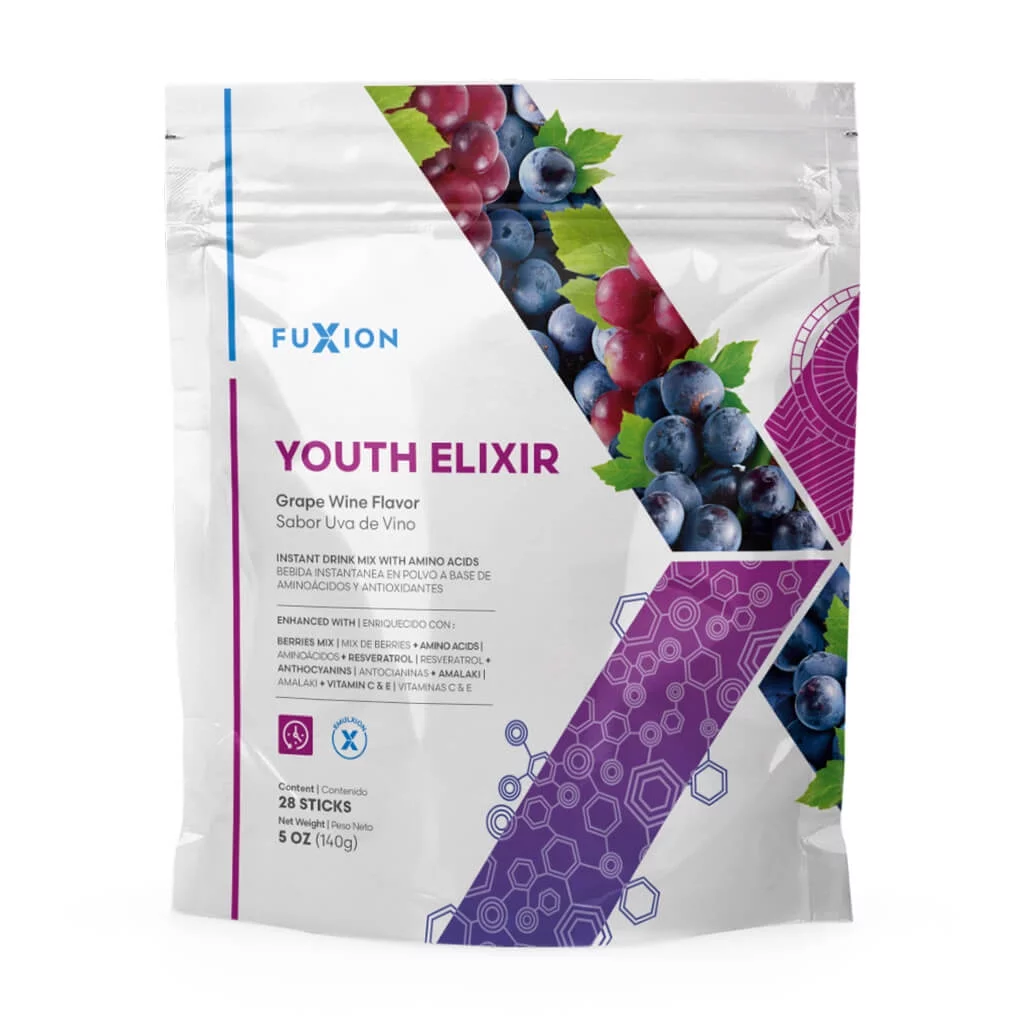 FUXION
YOUTH ELIXIR
Grape Wine Flavor
Sabor Uva de Vino
INSTANT DRINK MIX WITH AMINO ACIDS
BEBIDA INSTANTANEA EN POLVO A BASE DE
AMINOÁCIDOS Y ANTIOXIDANTES
ENHANCED WITH | ENRIQUECIDO CON :
BERRIES MIX | MIX DE BERRIES + AMINO ACIDS |
AMINOÁCIDOS + RESVERATROL | RESVERATROL +
ANTHOCYANINS | ANTOCIANINAS + AMALAKI |
AMALAKI + VITAMIN C & E | VITAMINAS C & E
EMULXION
X
Content | Contenido
28 STICKS
Net Weight | Peso Neto
5 OZ (140g)